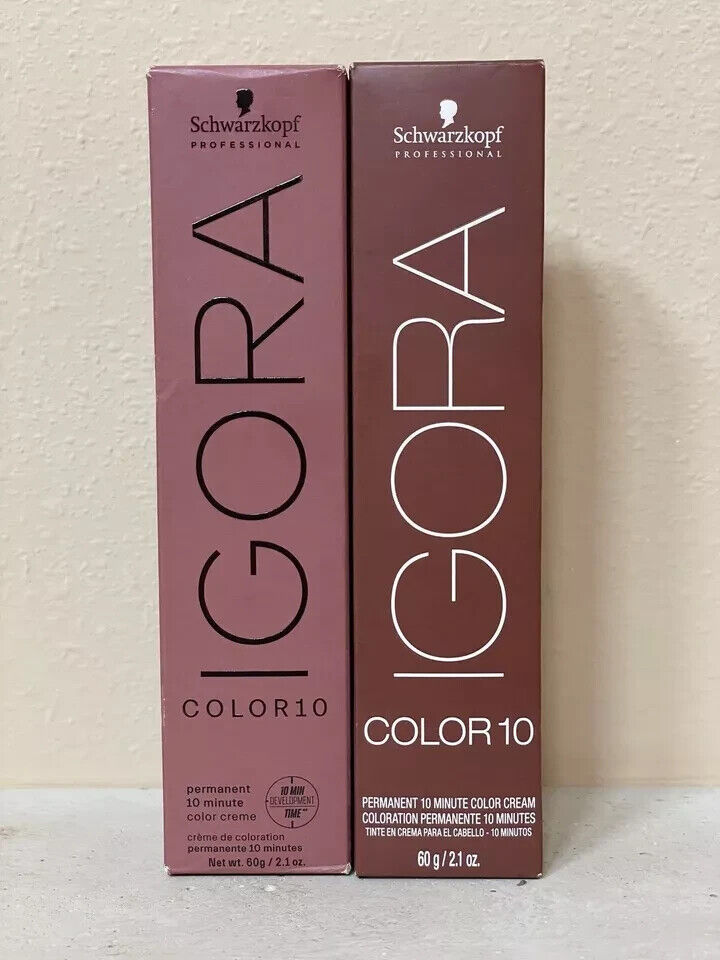 Schwarzkopf
PROFESSIONAL
IGORA
COLOR10
permanent
10 minute
color creme
10 MIN
DEVELOPMENT
TIME**
crème de coloration
permanente 10 minutes
Net wt. 60g / 2.1 oz.
Schwarzkopf
PROFESSIONAL
IGORA
COLOR 10
PERMANENT 10 MINUTE COLOR CREAM
COLORATION PERMANENTE 10 MINUTES
TINTE EN CREMA PARA EL CABELLO - 10 MINUTOS
60 g / 2.1 oz.